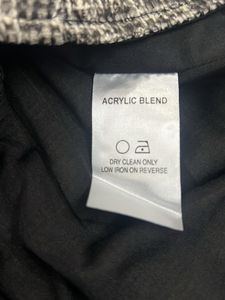 ACRYLIC BLEND
DRY CLEAN ONLY
LOW IRON ON REVERSE